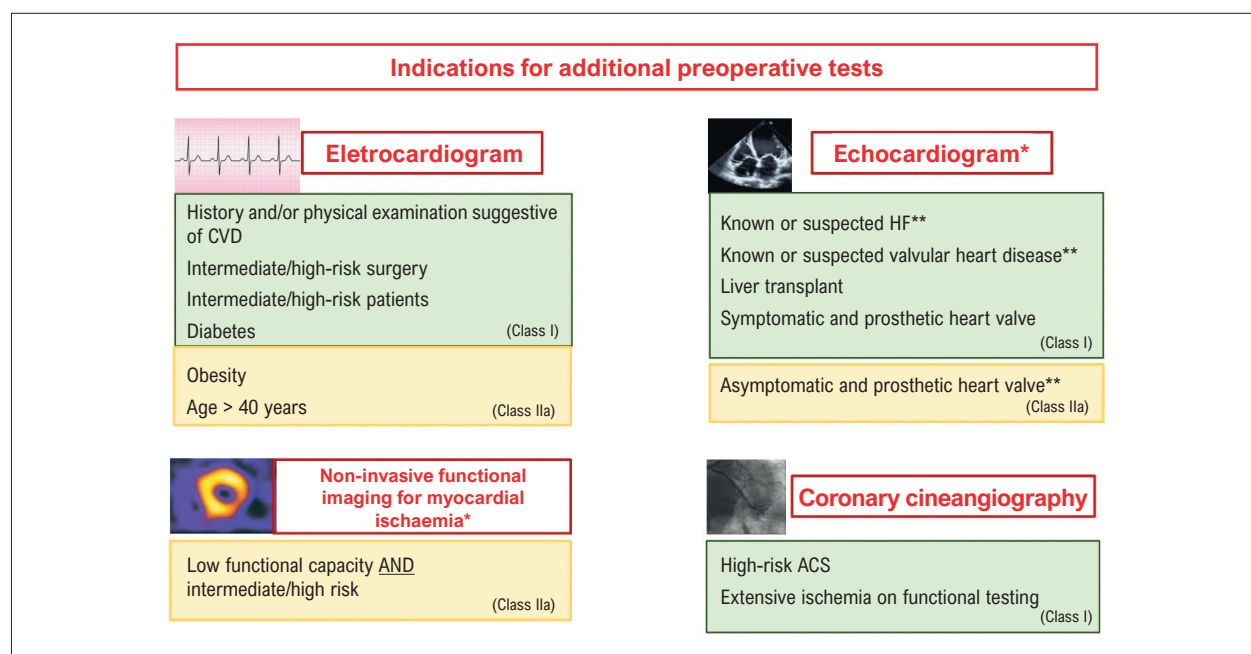 Indications for additional preoperative tests
Eletrocardiogram
History and/or physical examination suggestive
of CVD
Intermediate/high-risk surgery
Intermediate/high-risk patients
Diabetes
(Class I)
Obesity
Age > 40 years
(Class IIa)
Echocardiogram*
Known or suspected HF**
Known or suspected valvular heart disease**
Liver transplant
Symptomatic and prosthetic heart valve
(Class I)
Asymptomatic and prosthetic heart valve**
(Class IIa)
Non-invasive functional
imaging for myocardial
ischaemia*
Low functional capacity AND
intermediate/high risk
(Class IIa)
Coronary cineangiography
High-risk ACS
Extensive ischemia on functional testing
(Class I)